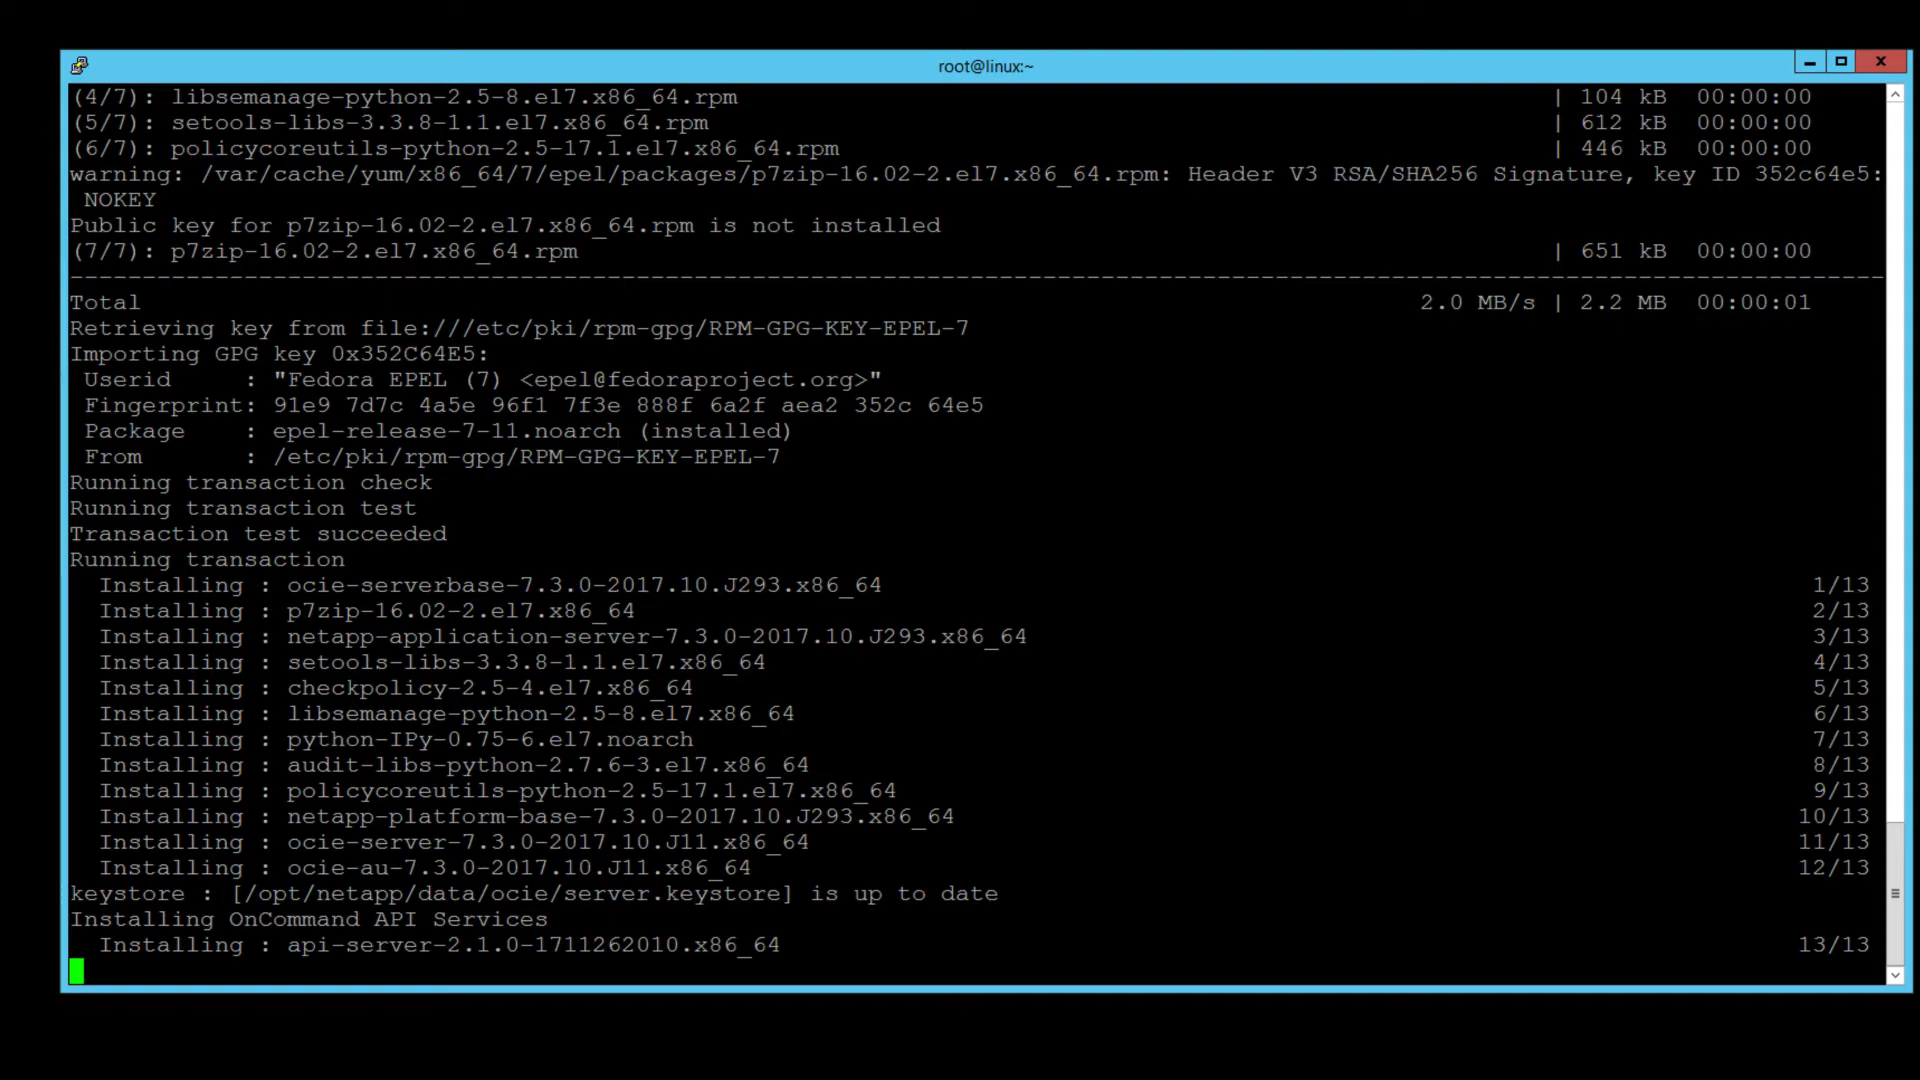 root@linux:~
(4/7): libsemanage-python-2.5-8.el7.x86_64.rpm | 104 kB 00:00:00
(5/7): setools-libs-3.3.8-1.1.el7.x86_64.rpm | 612 kB 00:00:00
(6/7): policycoreutils-python-2.5-17.1.el7.x86_64.rpm | 446 kB 00:00:00
warning: /var/cache/yum/x86_64/7/epel/packages/p7zip-16.02-2.el7.x86_64.rpm: Header V3 RSA/SHA256 Signature, key ID 352c64e5:
NOKEY
Public key for p7zip-16.02-2.el7.x86_64.rpm is not installed
(7/7): p7zip-16.02-2.el7.x86_64.rpm | 651 kB 00:00:00
-----------------------------------------------------------------------------------------------------------------------------
Total 2.0 MB/s | 2.2 MB 00:00:01
Retrieving key from file:///etc/pki/rpm-gpg/RPM-GPG-KEY-EPEL-7
Importing GPG key 0x352C64E5:
Userid : "Fedora EPEL (7) <epel@fedoraproject.org>"
Fingerprint: 91e9 7d7c 4a5e 96f1 7f3e 888f 6a2f aea2 352c 64e5
Package : epel-release-7-11.noarch (installed)
From : /etc/pki/rpm-gpg/RPM-GPG-KEY-EPEL-7
Running transaction check
Running transaction test
Transaction test succeeded
Running transaction
Installing : ocie-serverbase-7.3.0-2017.10.J293.x86_64 1/13
Installing : p7zip-16.02-2.el7.x86_64 2/13
Installing : netapp-application-server-7.3.0-2017.10.J293.x86_64 3/13
Installing : setools-libs-3.3.8-1.1.el7.x86_64 4/13
Installing : checkpolicy-2.5-4.el7.x86_64 5/13
Installing : libsemanage-python-2.5-8.el7.x86_64 6/13
Installing : python-IPy-0.75-6.el7.noarch 7/13
Installing : audit-libs-python-2.7.6-3.el7.x86_64 8/13
Installing : policycoreutils-python-2.5-17.1.el7.x86_64 9/13
Installing : netapp-platform-base-7.3.0-2017.10.J293.x86_64 10/13
Installing : ocie-server-7.3.0-2017.10.J11.x86_64 11/13
Installing : ocie-au-7.3.0-2017.10.J11.x86_64 12/13
keystore : [/opt/netapp/data/ocie/server.keystore] is up to date
Installing OnCommand API Services
Installing : api-server-2.1.0-1711262010.x86_64 13/13